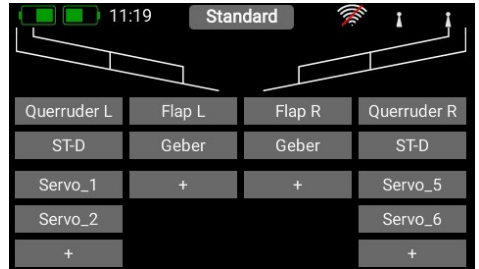 11:19 Standard
Querruder L Flap L Flap R Querruder R
ST-D Geber Geber ST-D
Servo_1 + + Servo_5
Servo_2 Servo_6
+ +